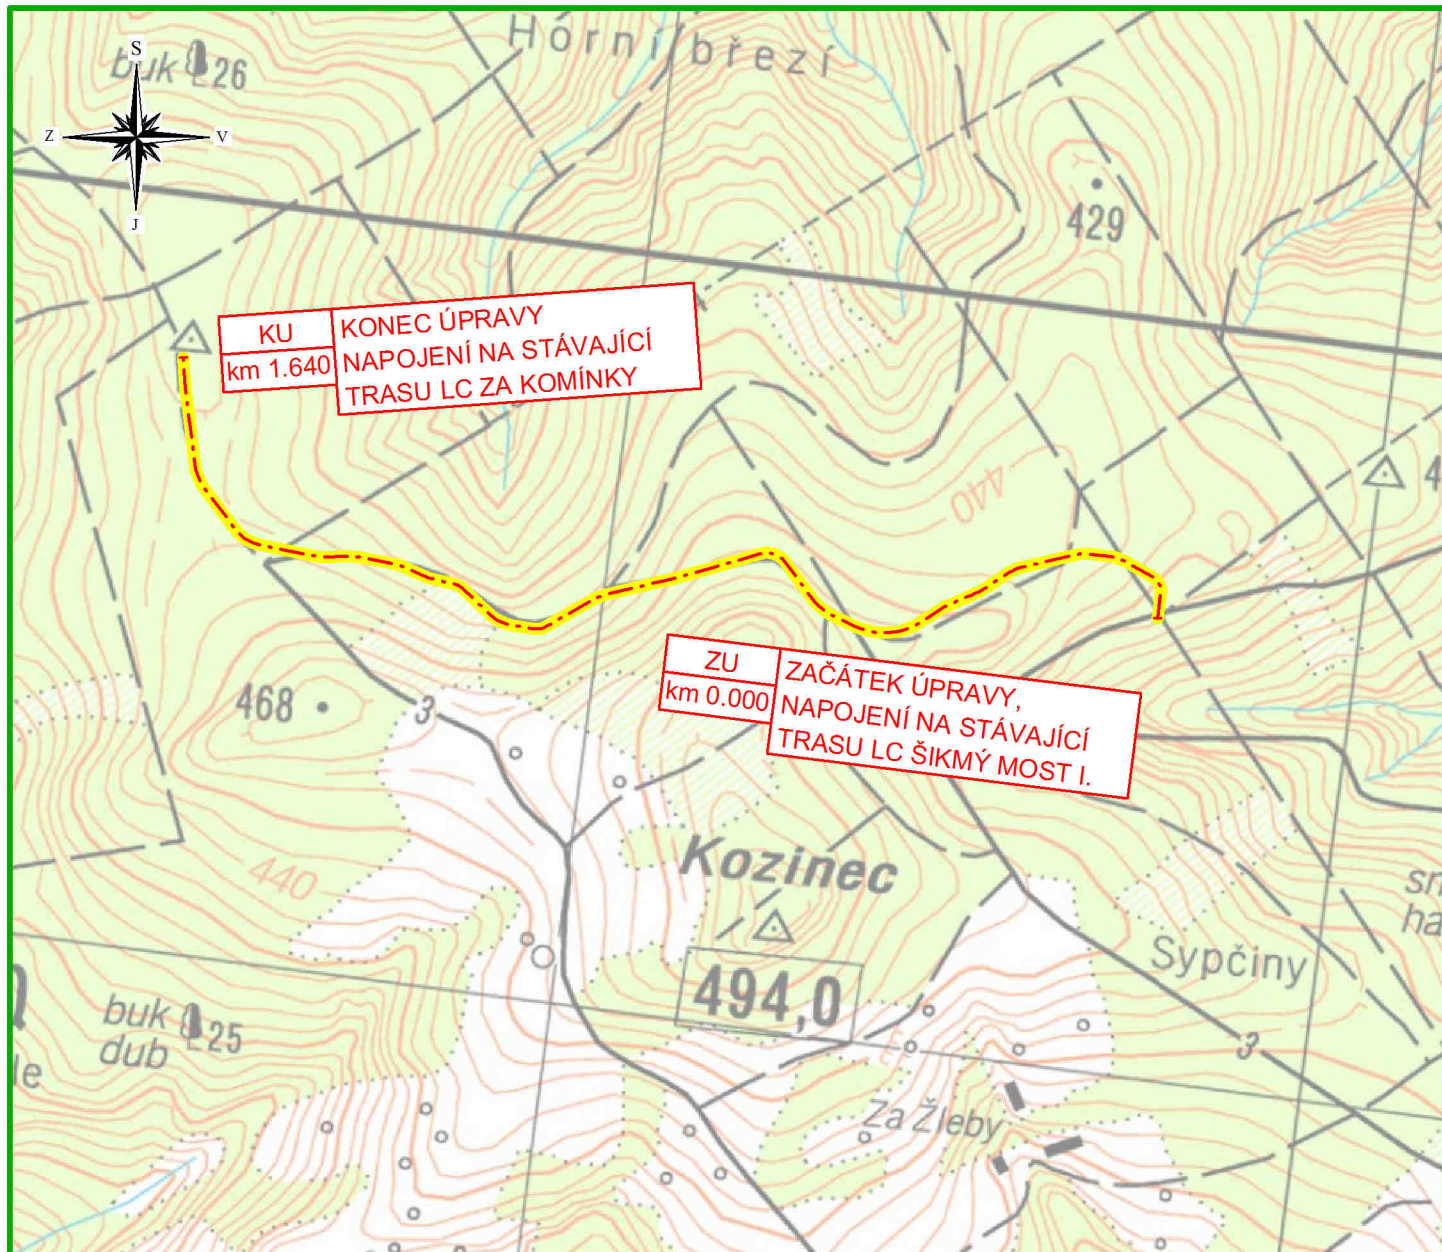 Horní březí
buk 26
S
Z V
J
429
KU
km 1.640
KONEC ÚPRAVY
NAPOJENÍ NA STÁVAJÍCÍ
TRASU LC ZA KOMÍNKY
440
ZU
km 0.000
ZAČÁTEK ÚPRAVY,
NAPOJENÍ NA STÁVAJÍCÍ
TRASU LC ŠIKMÝ MOST I.
468
3
440
Kozinec
494,0
Sypčiny
buk 25
dub
3
Za Žleby